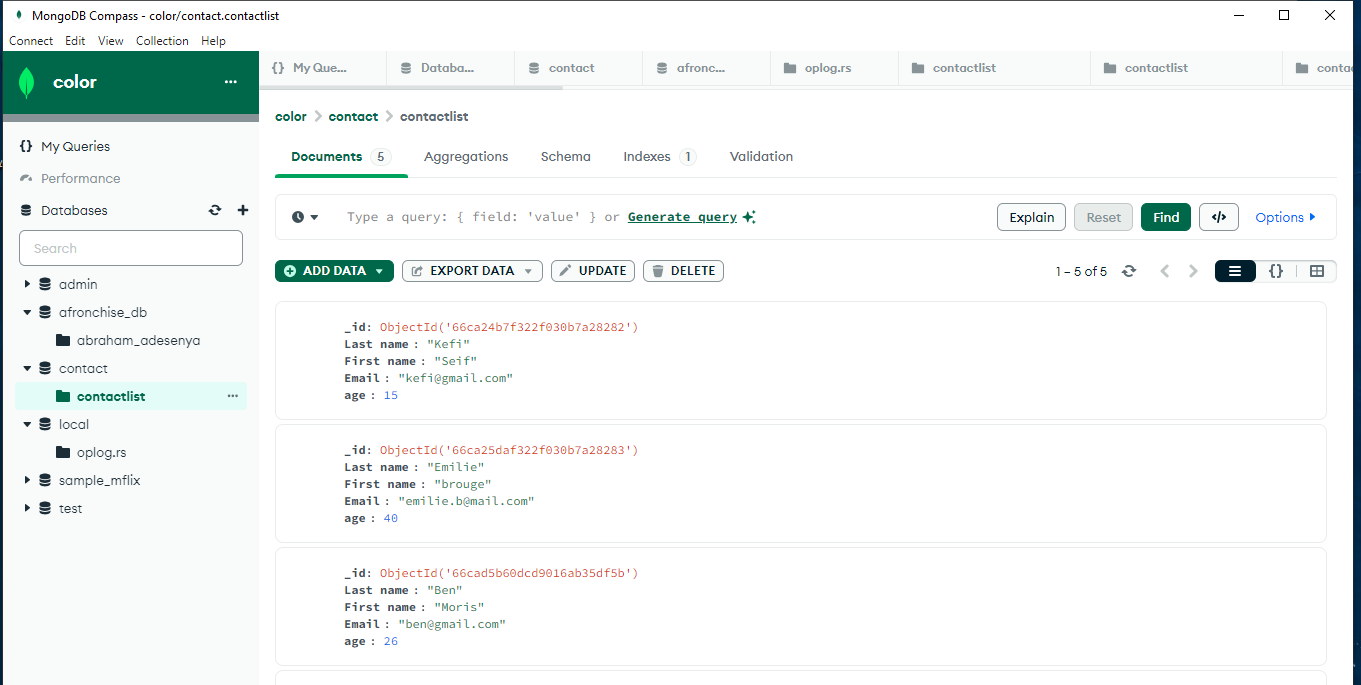 MongoDB Compass - color/contact.contactlist
Connect Edit View Collection Help
color
{} My Que...
Databa...
contact
afronc...
oplog.rs
contactlist
contactlist
conta
{} My Queries
Performance
Databases
Search
admin
afronchise_db
abraham_adesenya
contact
contactlist
local
oplog.rs
sample_mflix
test
color > contact > contactlist
Documents 5 Aggregations Schema Indexes 1 Validation
Type a query: { field: 'value' } or Generate query
Explain Reset Find </> Options
ADD DATA EXPORT DATA UPDATE DELETE
1 – 5 of 5 {}
_id: ObjectId('66ca24b7f322f030b7a28282')
Last name : "Kefi"
First name : "Seif"
Email : "kefi@gmail.com"
age : 15
_id: ObjectId('66ca25daf322f030b7a28283')
Last name : "Emilie"
First name : "brouge"
Email : "emilie.b@mail.com"
age : 40
_id: ObjectId('66cad5b60dcd9016ab35df5b')
Last name : "Ben"
First name : "Moris"
Email : "ben@gmail.com"
age : 26